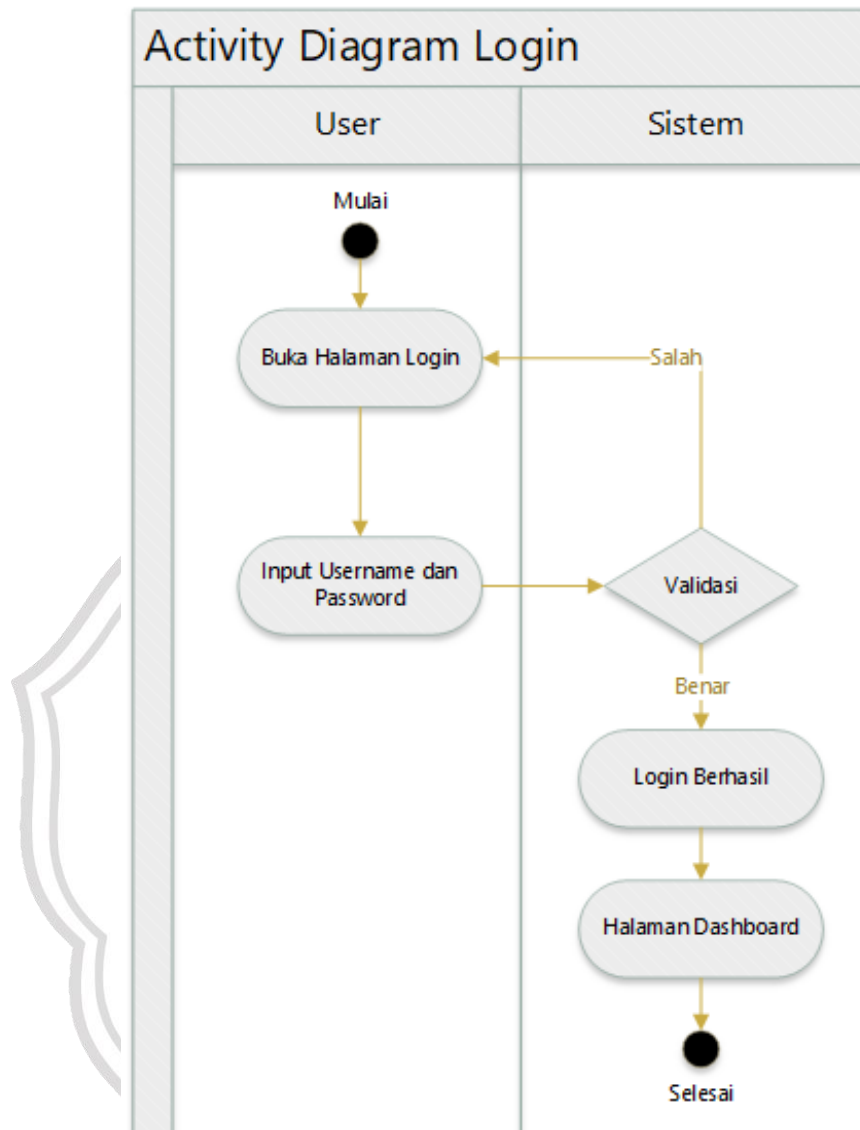 Activity Diagram Login
User
Sistem
Mulai
Buka Halaman Login
Salah
Input Username dan
Password
Validasi
Benar
Login Berhasil
Halaman Dashboard
Selesai